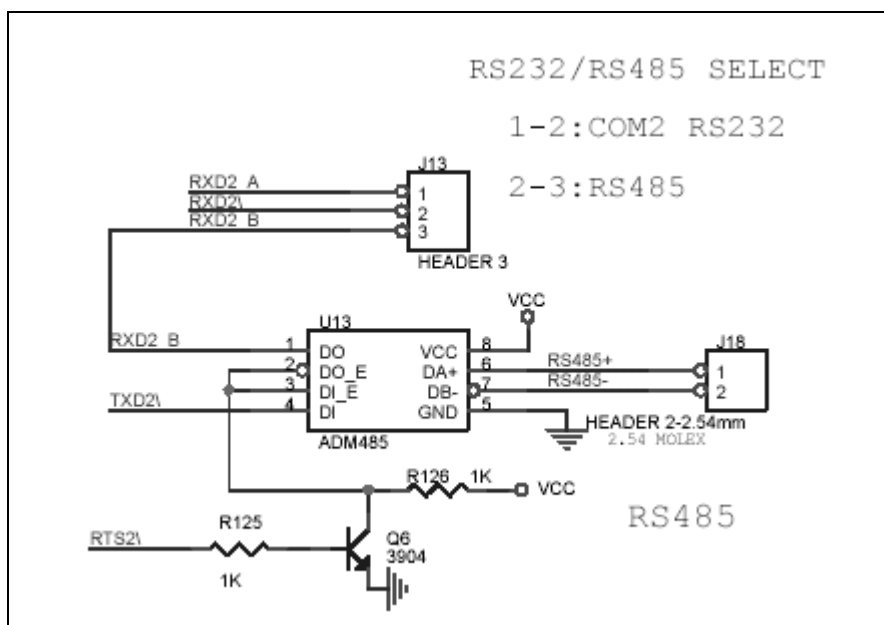 RS232/RS485 SELECT
1-2:COM2 RS232
2-3:RS485
J13
RXD2_A
1
RXD2\
2
RXD2_B
3
HEADER 3
U13
VCC
RXD2_B
1
DO
VCC
8
2
DO_E
DA+
6
RS485+
J18
1
3
DI_E
DB-
7
RS485-
2
TXD2\
4
DI
GND
5
ADM485
HEADER 2-2.54mm
2.54 MOLEX
R126
1K
VCC
RS485
R125
RTS2\
1K
Q6
3904